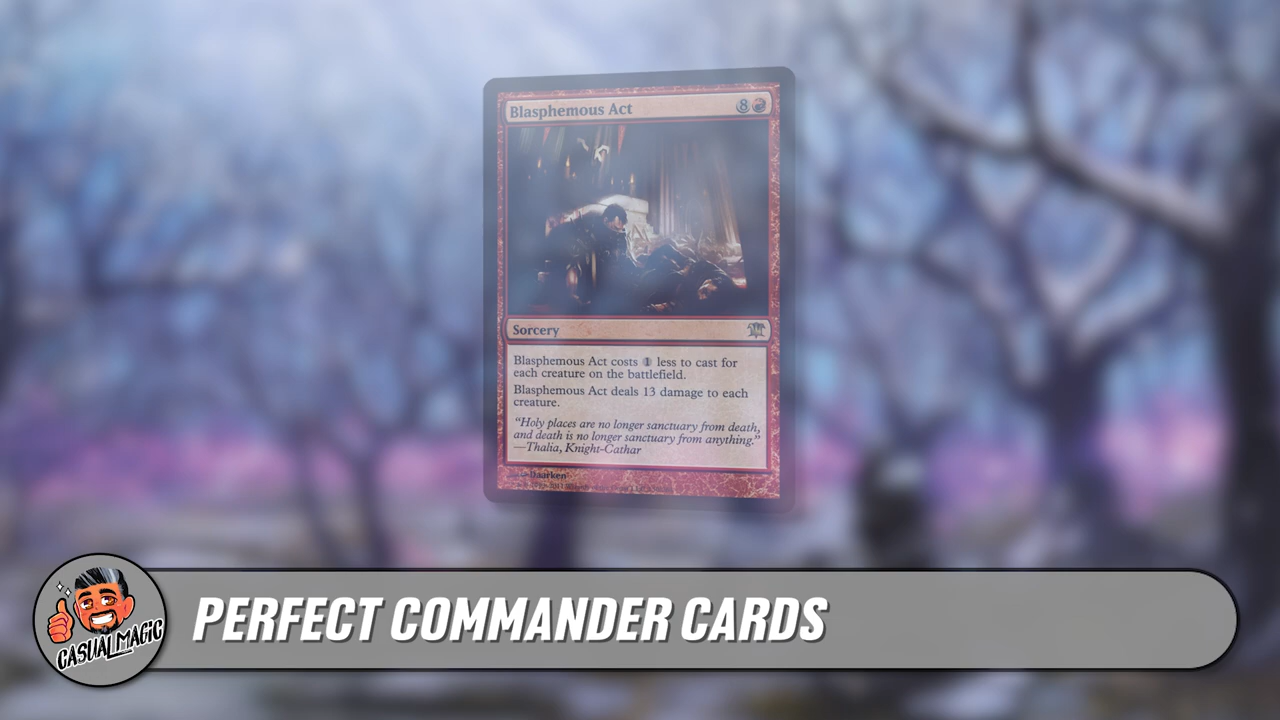 Blasphemous Act 8
Sorcery
Blasphemous Act costs 1 less to cast for
each creature on the battlefield.
Blasphemous Act deals 13 damage to each
creature.
"Holy places are no longer sanctuary from death,
and death is no longer sanctuary from anything."
—Thalia, Knight-Cathar
Daarken
CASUAL MAGIC
PERFECT COMMANDER CARDS